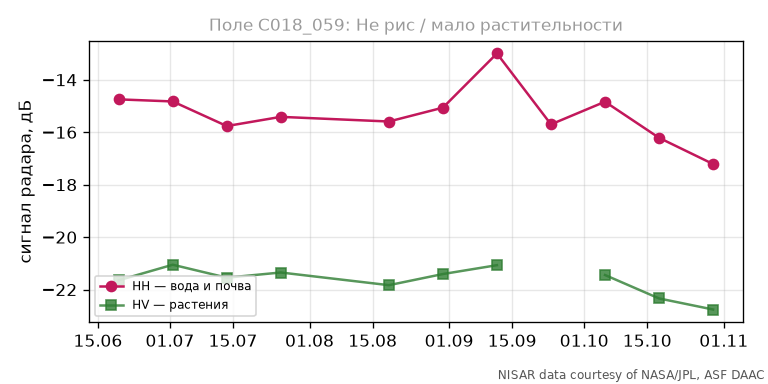 Поле C018_059: Не рис / мало растительности
сигнал радара, дБ
−14
−16
−18
−20
−22
HH — вода и почва
HV — растения
15.06 01.07 15.07 01.08 15.08 01.09 15.09 01.10 15.10 01.11
NISAR data courtesy of NASA/JPL, ASF DAAC